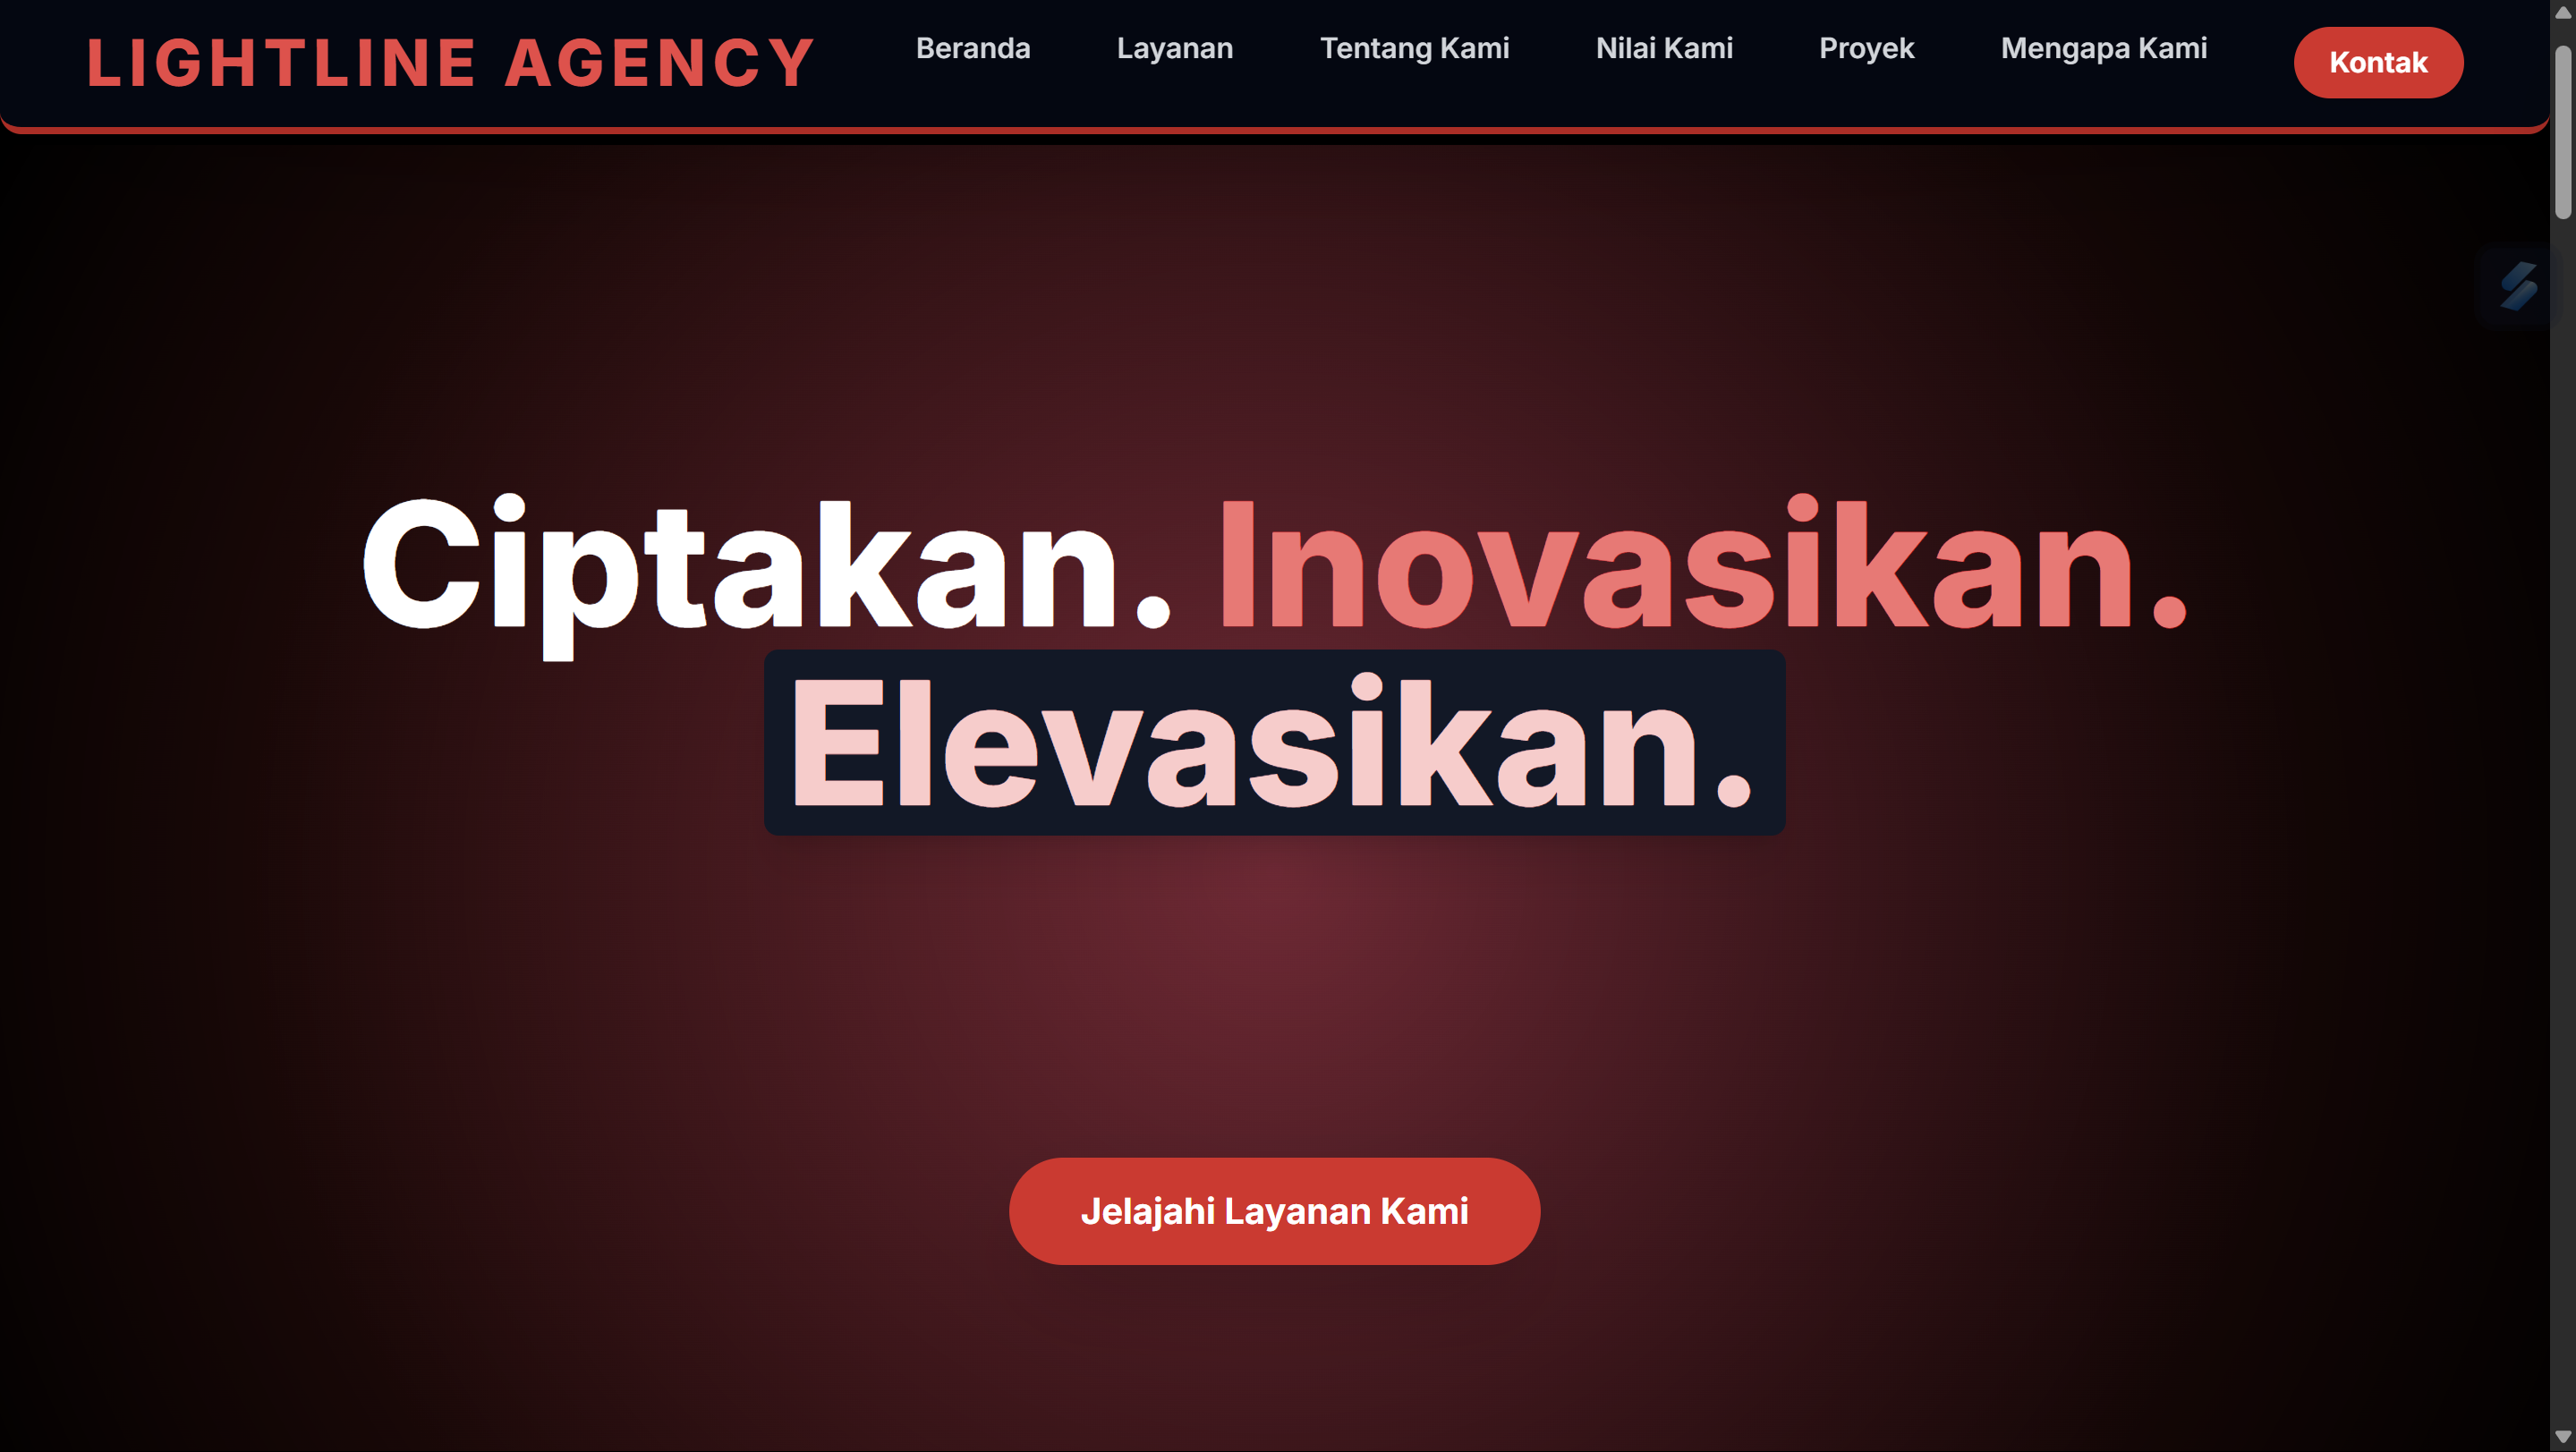 LIGHTLINE AGENCY
Beranda
Layanan
Tentang Kami
Nilai Kami
Proyek
Mengapa Kami
Kontak
Ciptakan. Inovasikan.
Elevasikan.
Jelajahi Layanan Kami